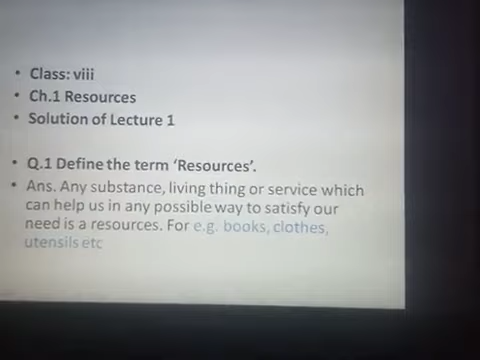 • Class: viii
• Ch.1 Resources
• Solution of Lecture 1
• Q.1 Define the term ‘Resources’.
• Ans. Any substance, living thing or service which
can help us in any possible way to satisfy our
need is a resources. For e.g. books, clothes,
utensils etc